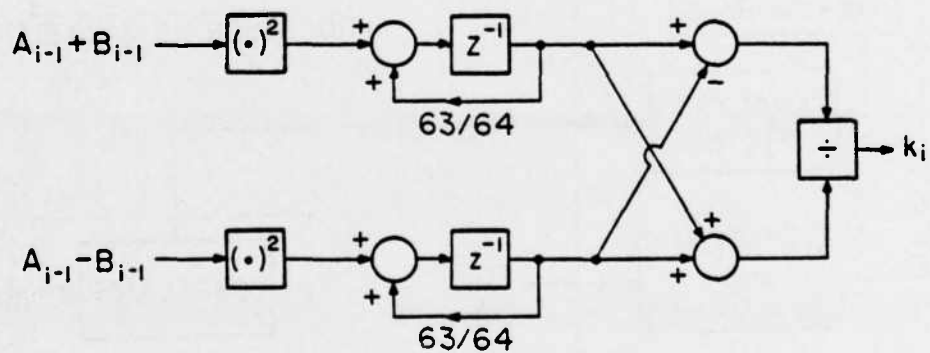 A_{i-1}+B_{i-1} (•)² + + z⁻¹ 63/64 + −
÷ k_i
A_{i-1}−B_{i-1} (•)² + + z⁻¹ 63/64 + +